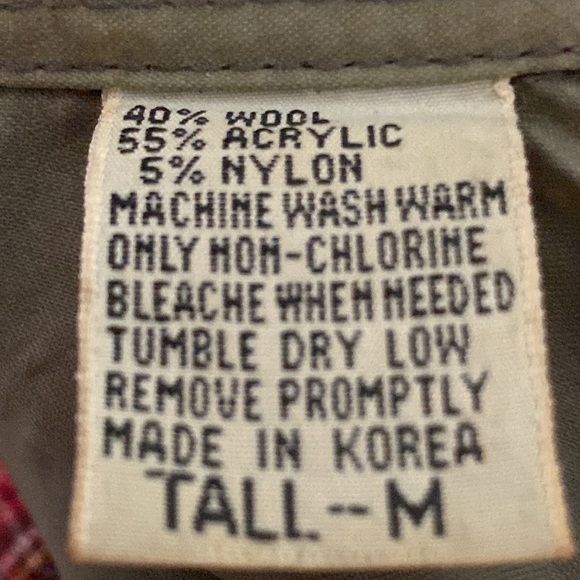 40% WOOL
55% ACRYLIC
5% NYLON
MACHINE WASH WARM
ONLY NON-CHLORINE
BLEACHE WHEN NEEDED
TUMBLE DRY LOW
REMOVE PROMPTLY
MADE IN KOREA
TALL--M